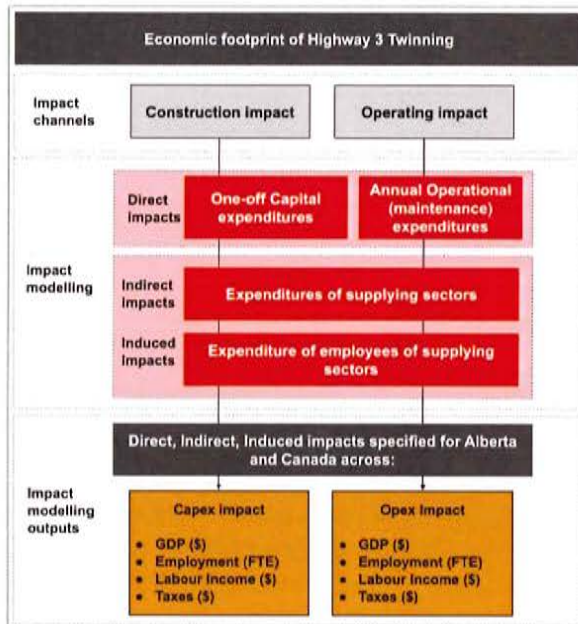 Economic footprint of Highway 3 Twinning
Impact
channels
Construction impact
Operating impact
Impact
modelling
Direct
Impacts
One-off Capital
expenditures
Annual Operational
(maintenance)
expenditures
Indirect
Impacts
Expenditures of supplying sectors
Induced
Impacts
Expenditure of employees of supplying
sectors
Impact
modelling
outputs
Direct, Indirect, Induced impacts specified for Alberta
and Canada across:
Capex impact
• GDP ($)
• Employment (FTE)
• Labour Income ($)
• Taxes ($)
Opex Impact
• GDP ($)
• Employment (FTE)
• Labour Income ($)
• Taxes ($)